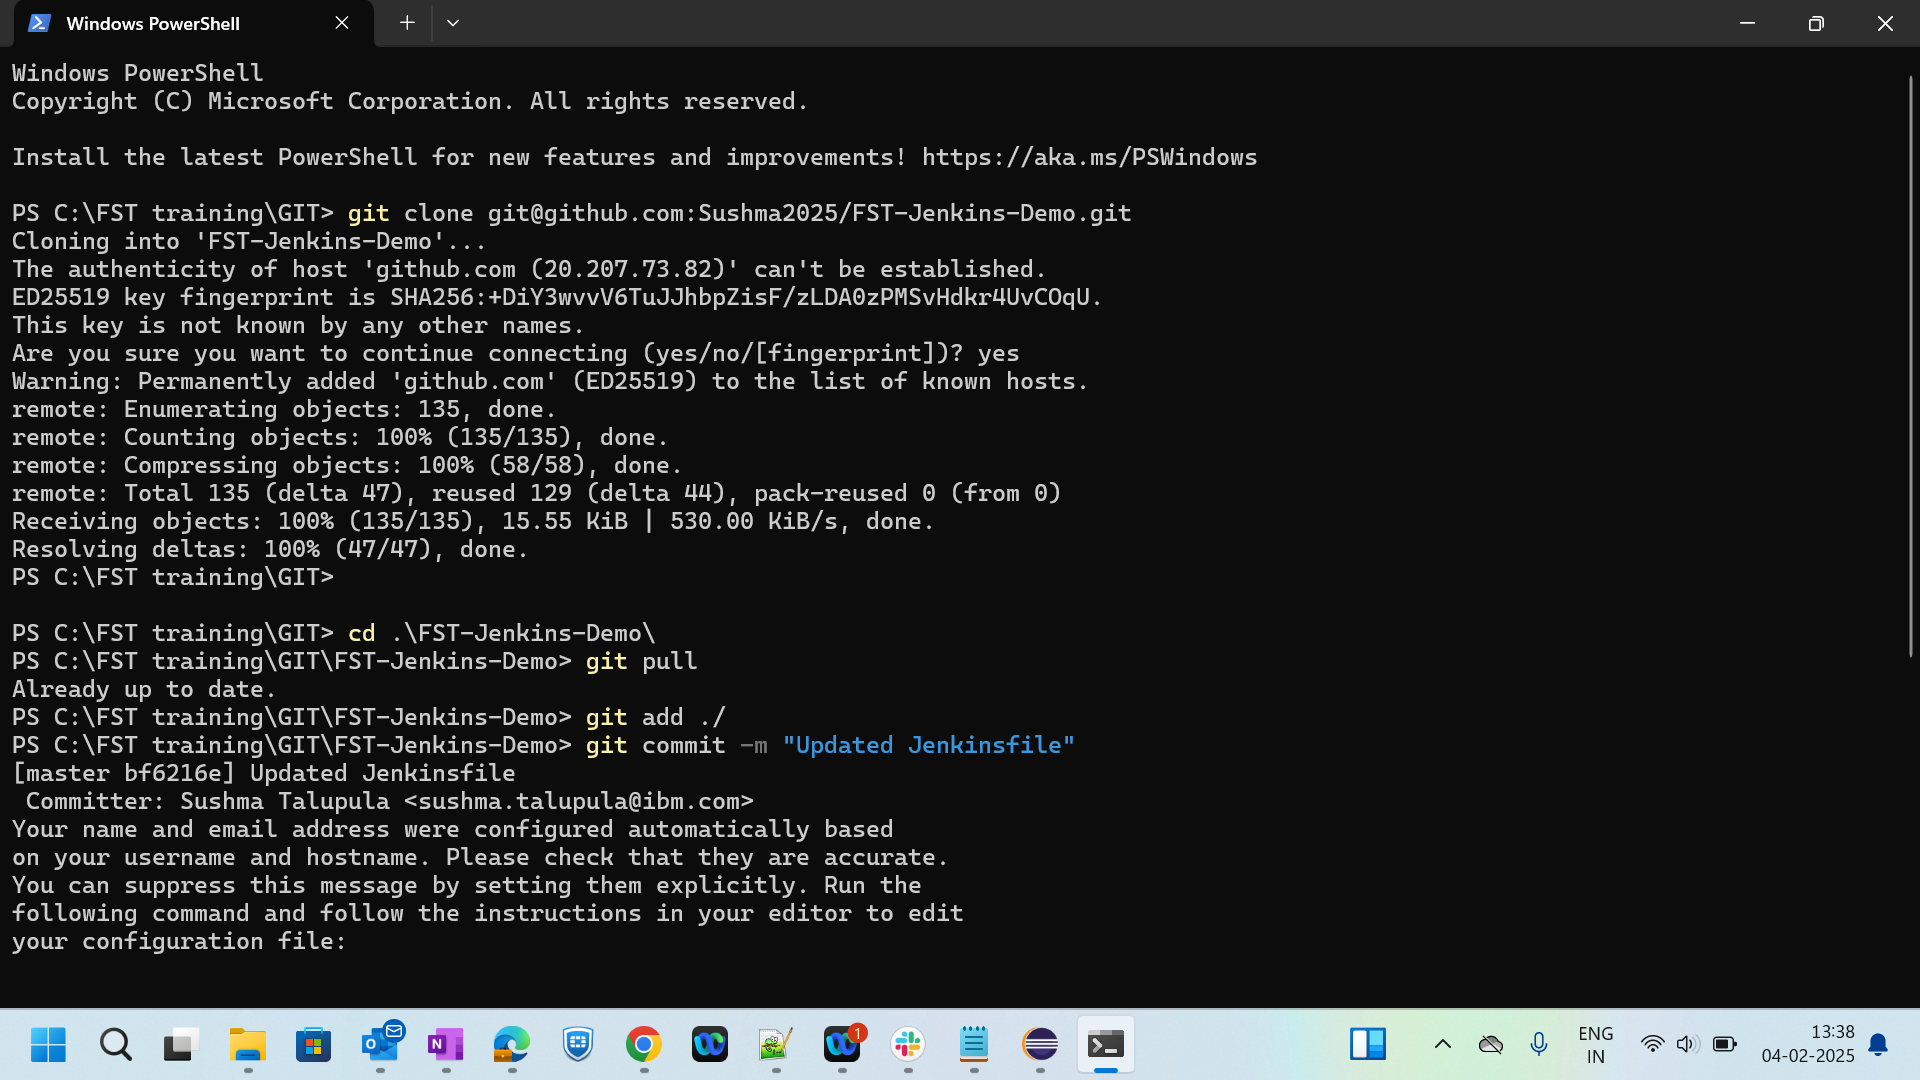 Windows PowerShell
Windows PowerShell
Copyright (C) Microsoft Corporation. All rights reserved.
Install the latest PowerShell for new features and improvements! https://aka.ms/PSWindows
PS C:\FST training\GIT> git clone git@github.com:Sushma2025/FST-Jenkins-Demo.git
Cloning into 'FST-Jenkins-Demo'...
The authenticity of host 'github.com (20.207.73.82)' can't be established.
ED25519 key fingerprint is SHA256:+DiY3wvvV6TuJJhbpZisF/zLDA0zPMSvHdkr4UvCOqU.
This key is not known by any other names.
Are you sure you want to continue connecting (yes/no/[fingerprint])? yes
Warning: Permanently added 'github.com' (ED25519) to the list of known hosts.
remote: Enumerating objects: 135, done.
remote: Counting objects: 100% (135/135), done.
remote: Compressing objects: 100% (58/58), done.
remote: Total 135 (delta 47), reused 129 (delta 44), pack-reused 0 (from 0)
Receiving objects: 100% (135/135), 15.55 KiB | 530.00 KiB/s, done.
Resolving deltas: 100% (47/47), done.
PS C:\FST training\GIT>
PS C:\FST training\GIT> cd .\FST-Jenkins-Demo\
PS C:\FST training\GIT\FST-Jenkins-Demo> git pull
Already up to date.
PS C:\FST training\GIT\FST-Jenkins-Demo> git add ./
PS C:\FST training\GIT\FST-Jenkins-Demo> git commit -m "Updated Jenkinsfile"
[master bf6216e] Updated Jenkinsfile
 Committer: Sushma Talupula <sushma.talupula@ibm.com>
Your name and email address were configured automatically based
on your username and hostname. Please check that they are accurate.
You can suppress this message by setting them explicitly. Run the
following command and follow the instructions in your editor to edit
your configuration file:
O
N
1
ENG
IN
13:38
04-02-2025